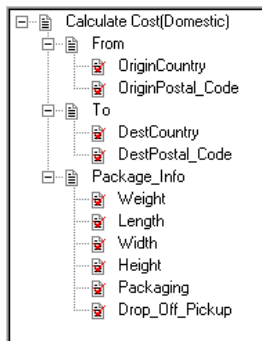 Calculate Cost(Domestic)
From
OriginCountry
OriginPostal_Code
To
DestCountry
DestPostal_Code
Package_Info
Weight
Length
Width
Height
Packaging
Drop_Off_Pickup